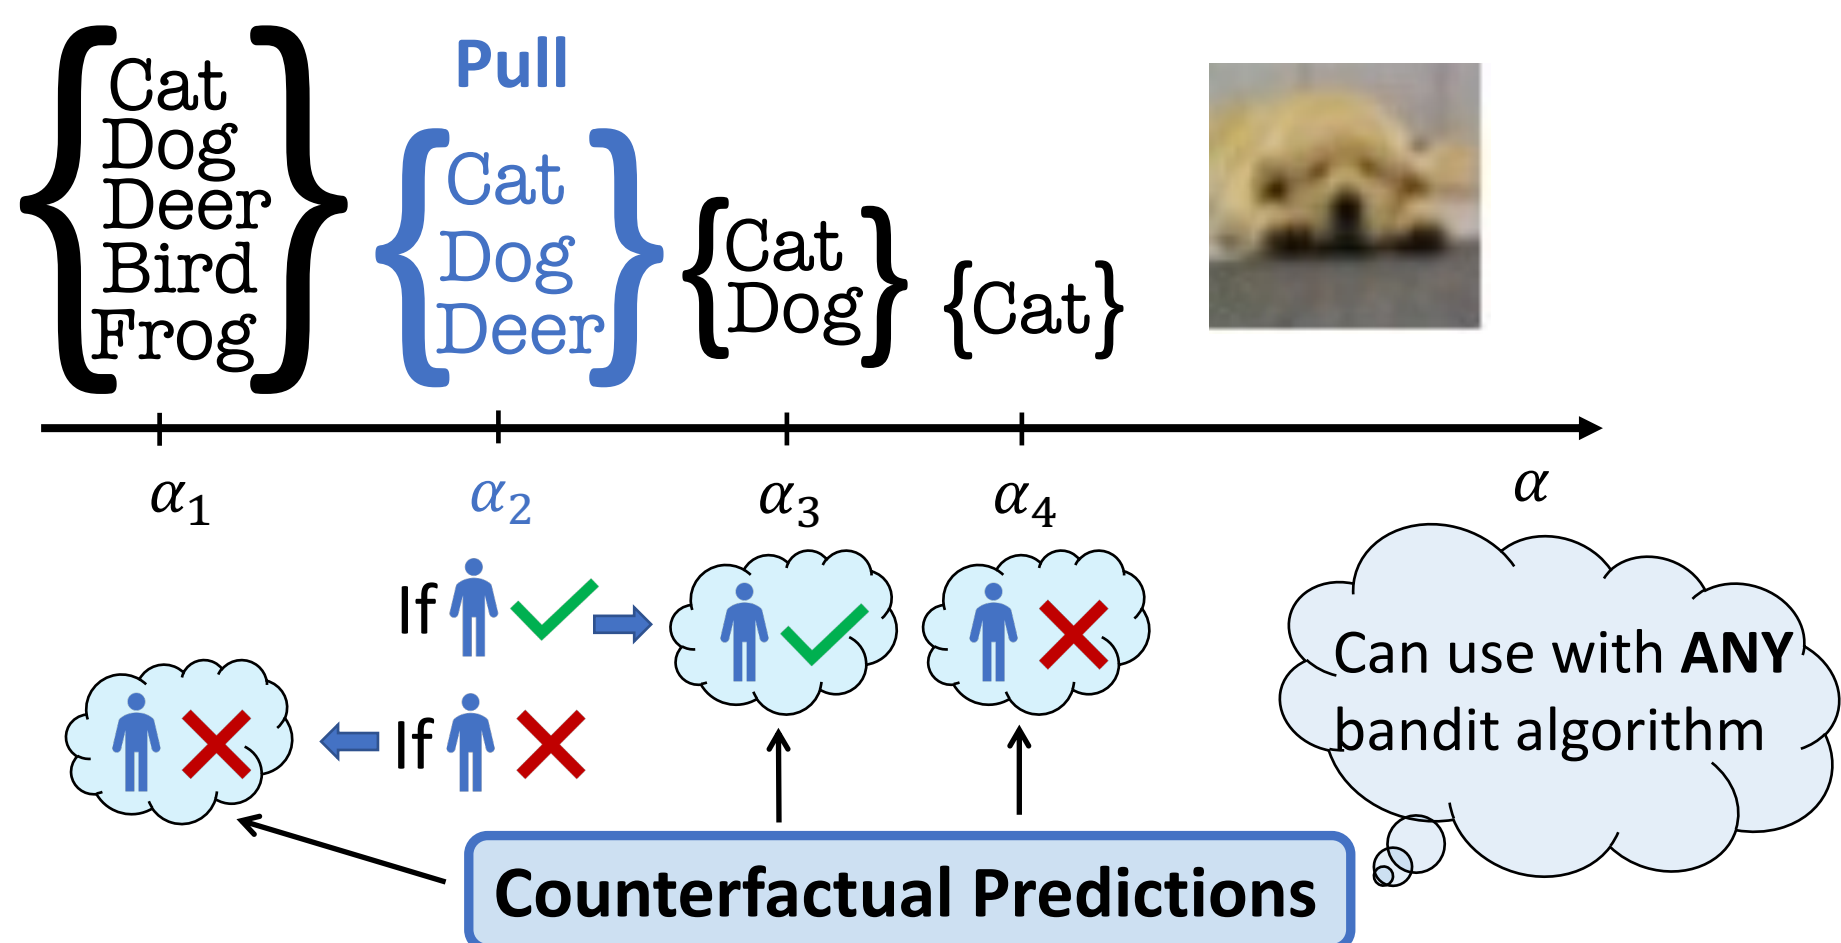 Cat
Dog
Deer
Bird
Frog
Pull
Cat
Dog
Deer
Cat
Dog
{Cat}
α₁
α₂
α₃
α₄
α
If
If
Can use with ANY
bandit algorithm
Counterfactual Predictions